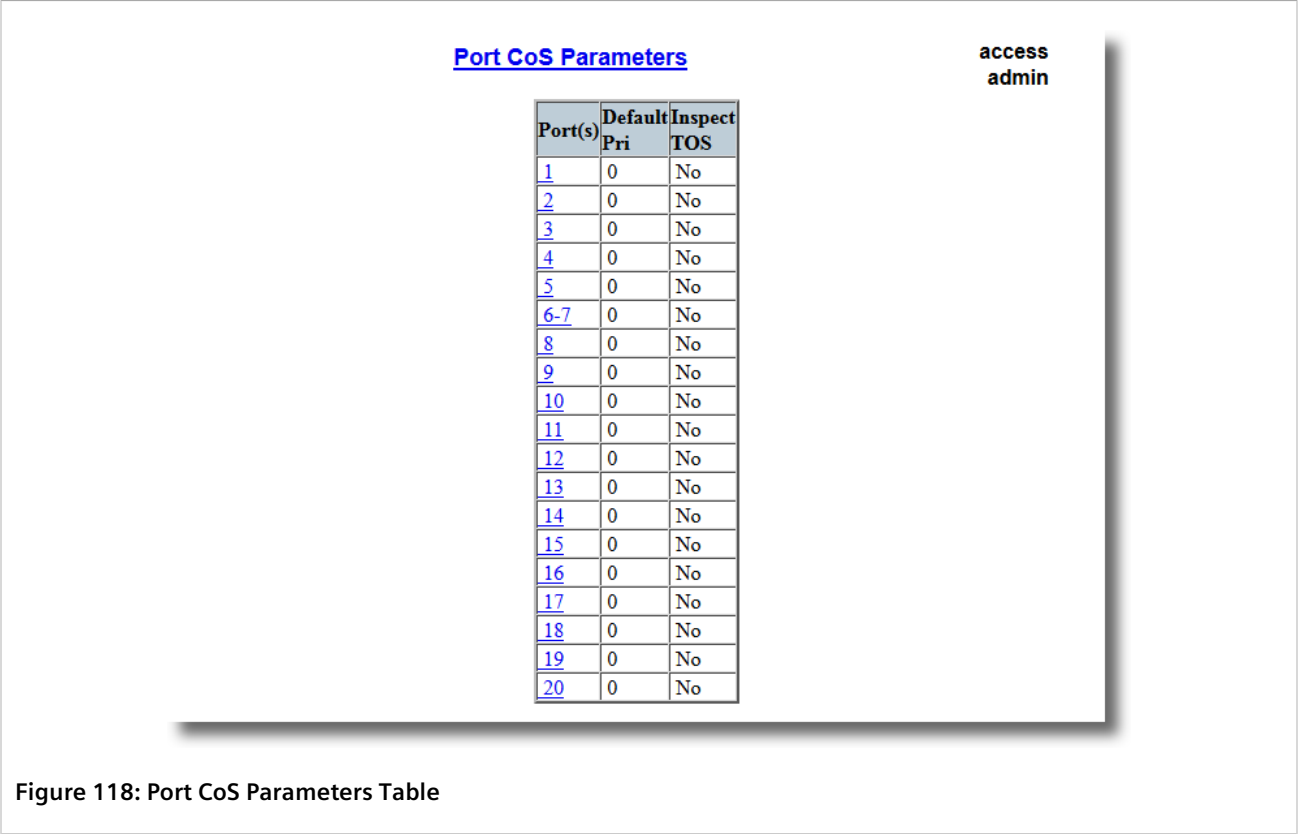 Port CoS Parameters
access
admin
Port(s) Default Pri Inspect TOS
1 0 No
2 0 No
3 0 No
4 0 No
5 0 No
6-7 0 No
8 0 No
9 0 No
10 0 No
11 0 No
12 0 No
13 0 No
14 0 No
15 0 No
16 0 No
17 0 No
18 0 No
19 0 No
20 0 No
Figure 118: Port CoS Parameters Table